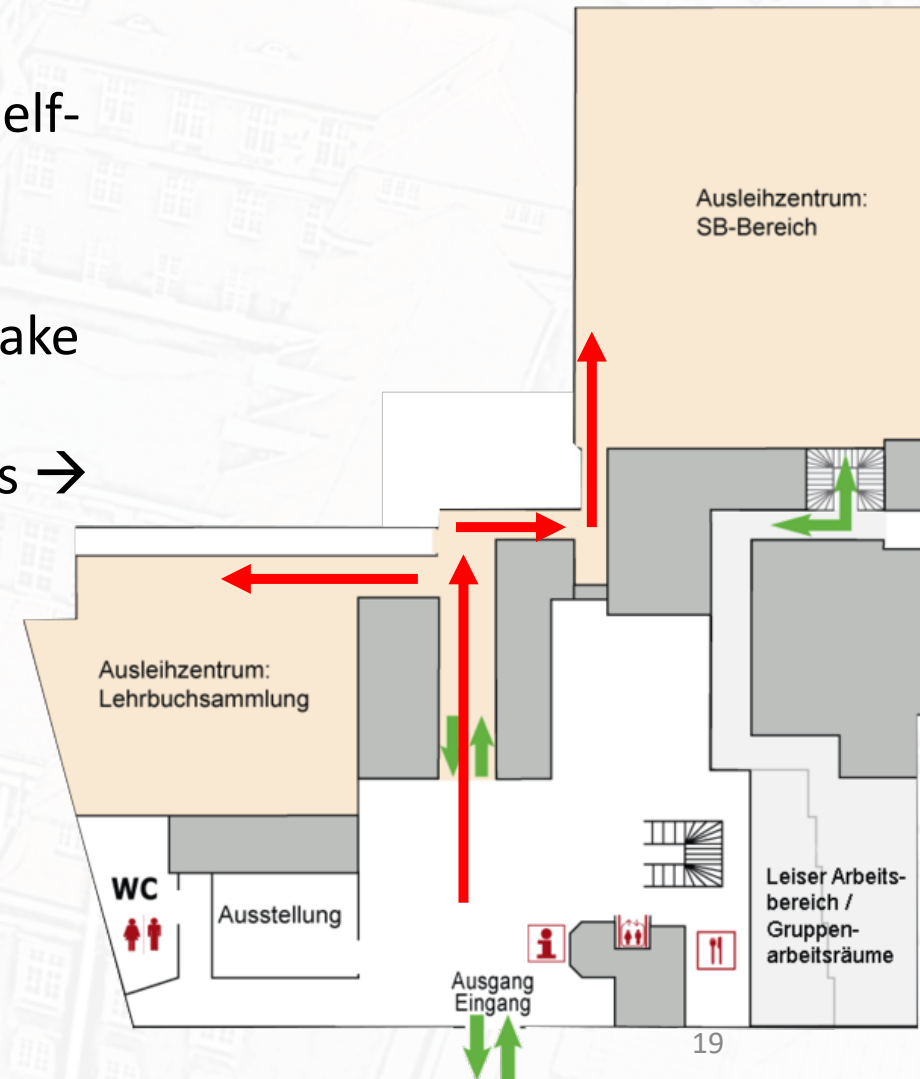 elf-
ake
s →
Ausleihzentrum:
SB-Bereich
Ausleihzentrum:
Lehrbuchsammlung
WC
Ausstellung
Leiser Arbeits-
bereich /
Gruppen-
arbeitsräume
Ausgang
Eingang
19